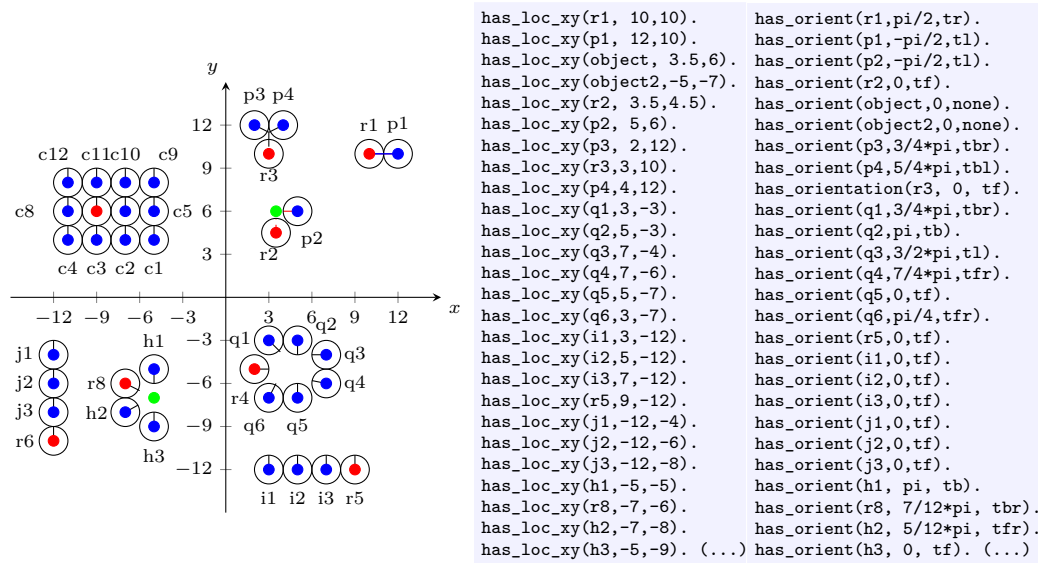 y
p3 p4
12
r1 p1
c12 c11 c10 c9
9
r3
c8
c5
6
p2
r2
3
c4 c3 c2 c1
x
−12 −9 −6 −3
3 6 9 12
h1
−3
q1
q2
j1
q3
r8
j2
−6
q4
h2
r4
j3
q6 q5
r6
−9
h3
−12
i1 i2 i3 r5
has_loc_xy(r1, 10,10).
has_loc_xy(p1, 12,10).
has_loc_xy(object, 3.5,6).
has_loc_xy(object2,-5,-7).
has_loc_xy(r2, 3.5,4.5).
has_loc_xy(p2, 5,6).
has_loc_xy(p3, 2,12).
has_loc_xy(r3,3,10).
has_loc_xy(p4,4,12).
has_loc_xy(q1,3,-3).
has_loc_xy(q2,5,-3).
has_loc_xy(q3,7,-4).
has_loc_xy(q4,7,-6).
has_loc_xy(q5,5,-7).
has_loc_xy(q6,3,-7).
has_loc_xy(i1,3,-12).
has_loc_xy(i2,5,-12).
has_loc_xy(i3,7,-12).
has_loc_xy(r5,9,-12).
has_loc_xy(j1,-12,-4).
has_loc_xy(j2,-12,-6).
has_loc_xy(j3,-12,-8).
has_loc_xy(h1,-5,-5).
has_loc_xy(r8,-7,-6).
has_loc_xy(h2,-7,-8).
has_loc_xy(h3,-5,-9). (...)
has_orient(r1,pi/2,tr).
has_orient(p1,-pi/2,tl).
has_orient(p2,-pi/2,tl).
has_orient(r2,0,tf).
has_orient(object,0,none).
has_orient(object2,0,none).
has_orient(p3,3/4*pi,tbr).
has_orient(p4,5/4*pi,tbl).
has_orientation(r3, 0, tf).
has_orient(q1,3/4*pi,tbr).
has_orient(q2,pi,tb).
has_orient(q3,3/2*pi,tl).
has_orient(q4,7/4*pi,tfr).
has_orient(q5,0,tf).
has_orient(q6,pi/4,tfr).
has_orient(r5,0,tf).
has_orient(i1,0,tf).
has_orient(i2,0,tf).
has_orient(i3,0,tf).
has_orient(j1,0,tf).
has_orient(j2,0,tf).
has_orient(j3,0,tf).
has_orient(h1, pi, tb).
has_orient(r8, 7/12*pi, tbr).
has_orient(h2, 5/12*pi, tfr).
has_orient(h3, 0, tf). (...)